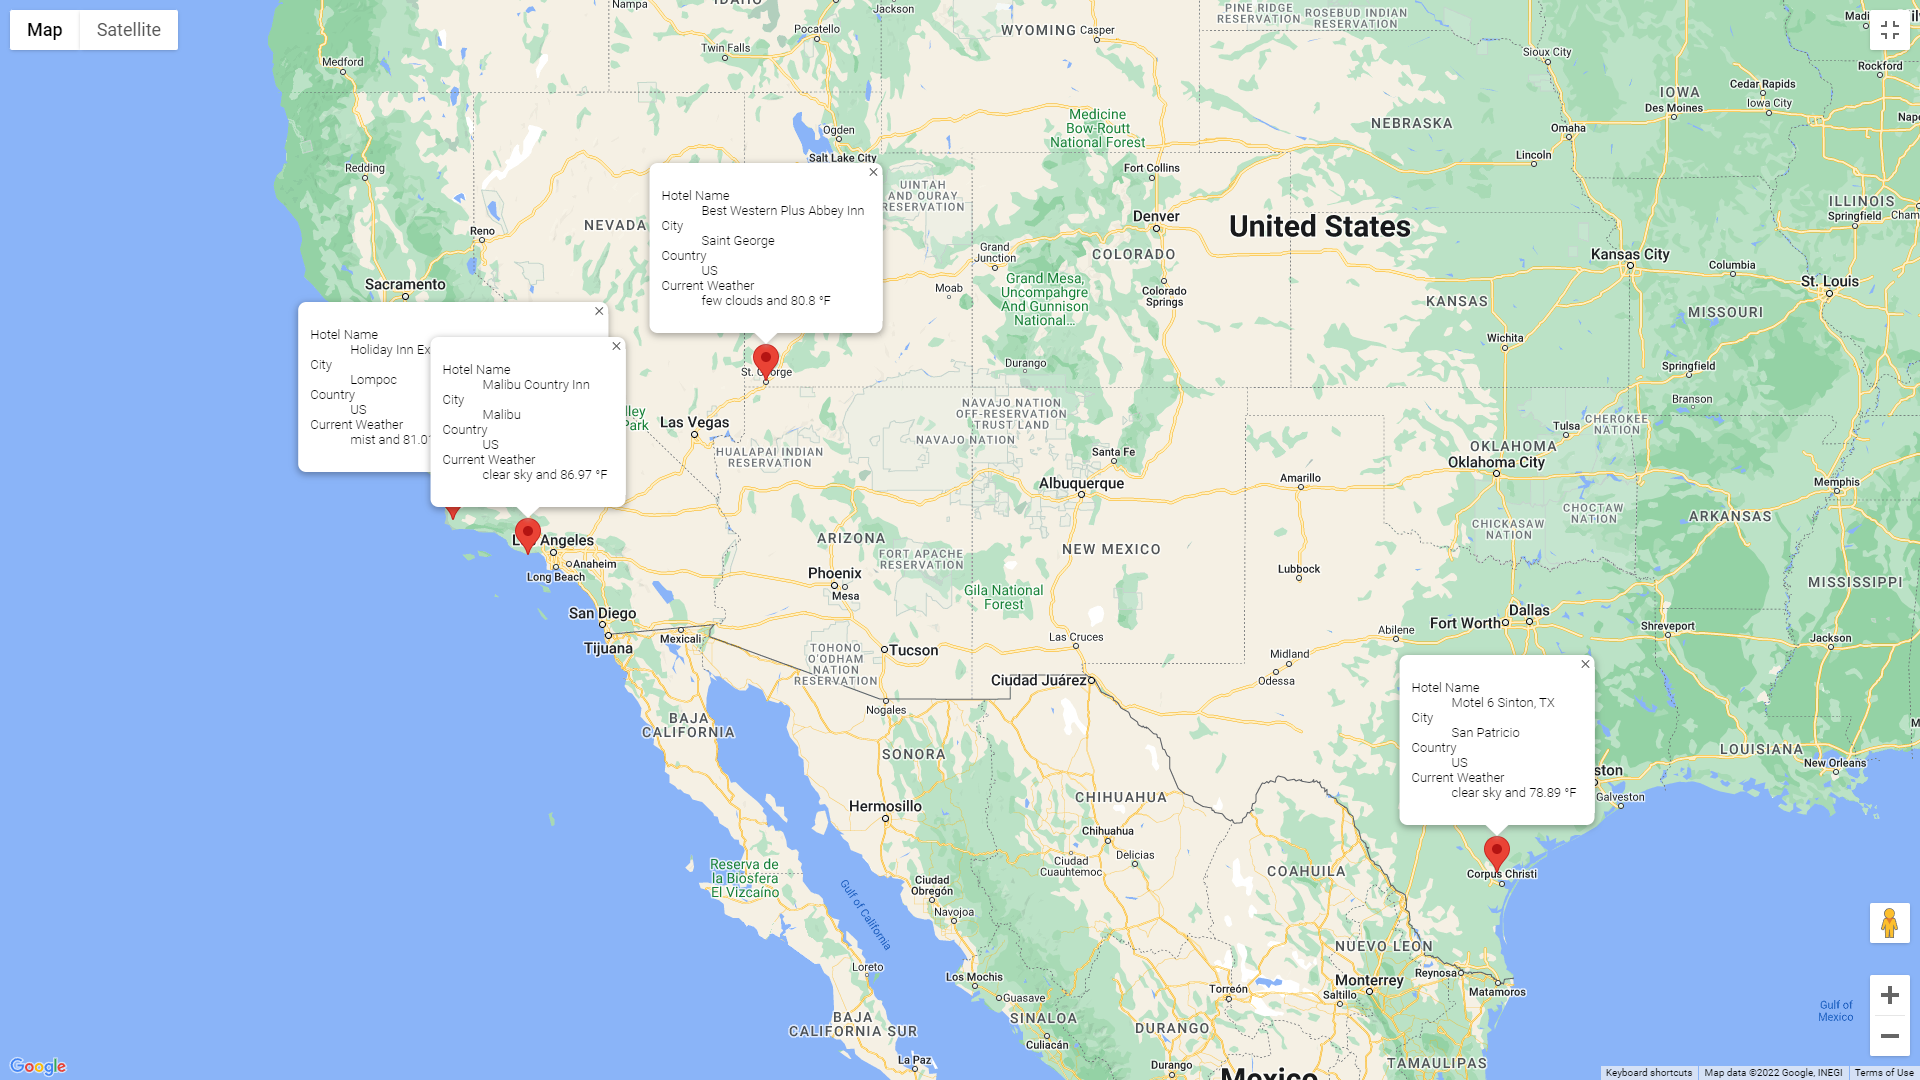 Map
Satellite
IDAHO
Nampa
Jackson
Pocatello
Twin Falls
WYOMING
Casper
PINE RIDGE
RESERVATION
ROSEBUD INDIAN
RESERVATION
Sioux City
Rockford
Medford
Cedar Rapids
IOWA
Iowa City
Des Moines
Medicine
Bow-Routt
National Forest
NEBRASKA
Omaha
Ogden
Salt Lake City
Redding
Fort Collins
Lincoln
UINTAH
AND OURAY
RESERVATION
ILLINOIS
Springfield
Denver
United States
NEVADA
Reno
Grand
Junction
COLORADO
Kansas City
Columbia
St. Louis
Sacramento
Moab
Grand Mesa,
Uncompahgre
And Gunnison
National...
Colorado
Springs
KANSAS
MISSOURI
Wichita
Springfield
Durango
Branson
Hotel Name
Best Western Plus Abbey Inn
City
Saint George
Country
US
Current Weather
few clouds and 80.8 °F
St. George
Hotel Name
Holiday Inn Ex
City
Lompoc
Country
US
Current Weather
mist and 81.0
Hotel Name
Malibu Country Inn
City
Malibu
Country
US
Current Weather
clear sky and 86.97 °F
Las Vegas
NAVAJO NATION
OFF-RESERVATION
TRUST LAND
NAVAJO NATION
HUALAPAI INDIAN
RESERVATION
Santa Fe
Albuquerque
Amarillo
Tulsa
CHEROKEE
NATION
OKLAHOMA
Oklahoma City
Memphis
CHICKASAW
NATION
CHOCTAW
NATION
ARKANSAS
Los Angeles
Anaheim
Long Beach
ARIZONA
FORT APACHE
RESERVATION
NEW MEXICO
Phoenix
Mesa
Gila National
Forest
Lubbock
MISSISSIPPI
San Diego
Tijuana
Mexicali
Dallas
Fort Worth
Abilene
Shreveport
Jackson
Las Cruces
Midland
Odessa
TOHONO
O'ODHAM
NATION
RESERVATION
Tucson
Ciudad Juárez
Nogales
Hotel Name
Motel 6 Sinton, TX
City
San Patricio
Country
US
Current Weather
clear sky and 78.89 °F
BAJA
CALIFORNIA
SONORA
LOUISIANA
New Orleans
Galveston
CHIHUAHUA
Hermosillo
Chihuahua
Delicias
Ciudad
Cuauhtemoc
Corpus Christi
COAHUILA
Reserva de
la Biosfera
El Vizcaíno
Gulf of California
Ciudad
Obregón
Navojoa
NUEVO LEON
Loreto
Los Mochis
Guasave
Torreón
Monterrey
Saltillo
Reynosa
Matamoros
Gulf of
Mexico
BAJA
CALIFORNIA SUR
SINALOA
Culiacán
DURANGO
Durango
La Paz
TAMAULIPAS
Mexico
Google
Keyboard shortcuts
Map data ©2022 Google, INEGI
Terms of Use